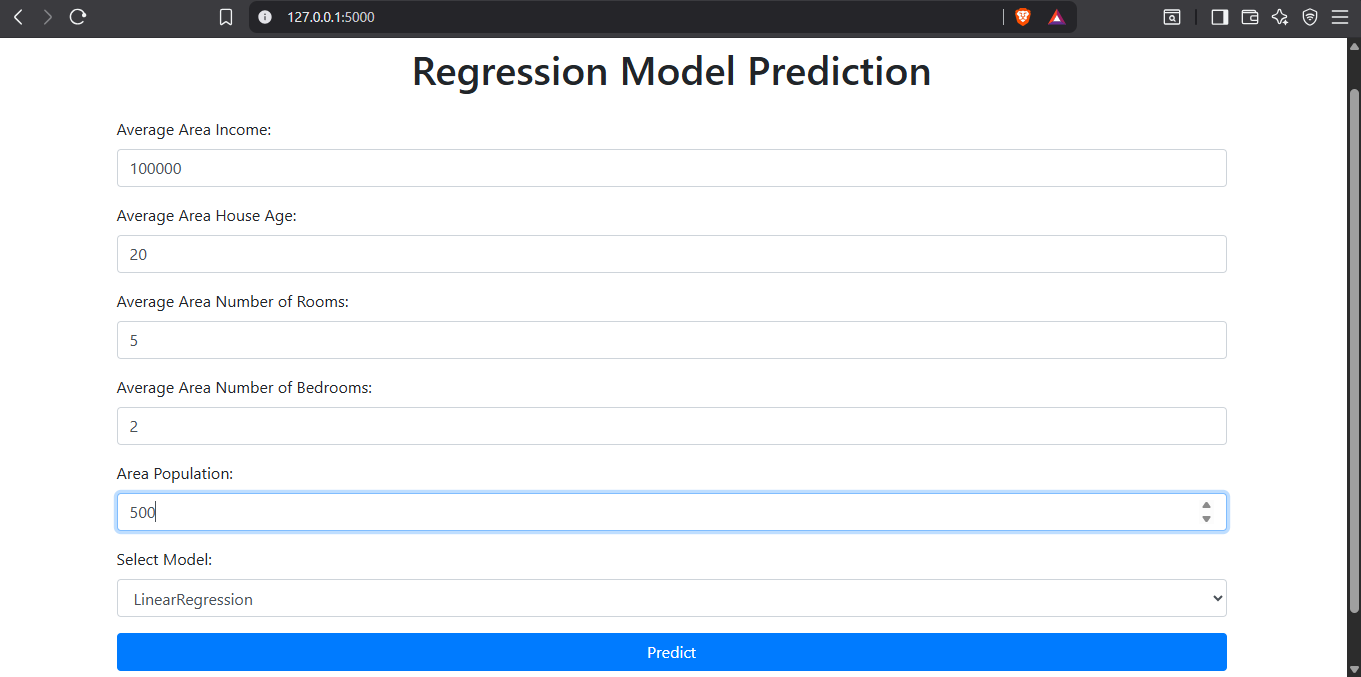 127.0.0.1:5000
Regression Model Prediction
Average Area Income:
100000
Average Area House Age:
20
Average Area Number of Rooms:
5
Average Area Number of Bedrooms:
2
Area Population:
500
Select Model:
LinearRegression
Predict